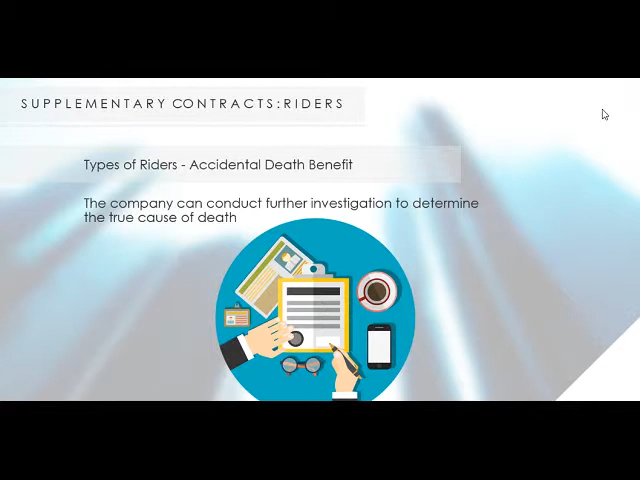 SUPPLEMENTARY CONTRACTS:RIDERS
Types of Riders - Accidental Death Benefit
The company can conduct further investigation to determine
the true cause of death